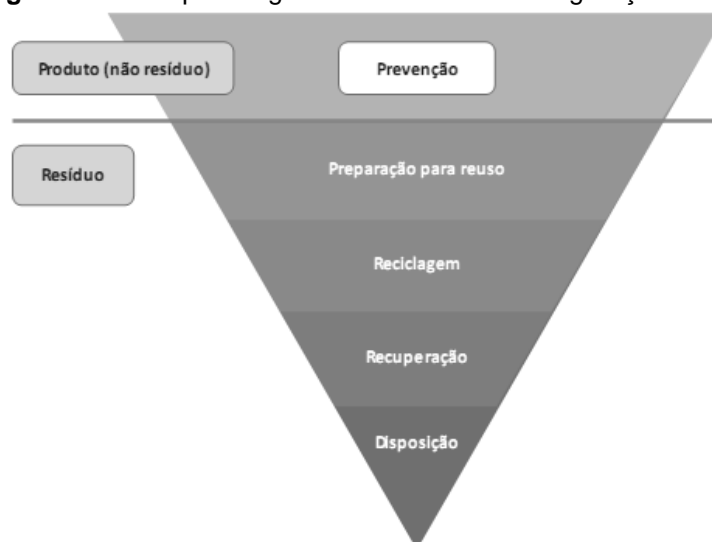 Produto (não resíduo)
Prevenção
Resíduo
Preparação para reuso
Reciclagem
Recuperação
Disposição